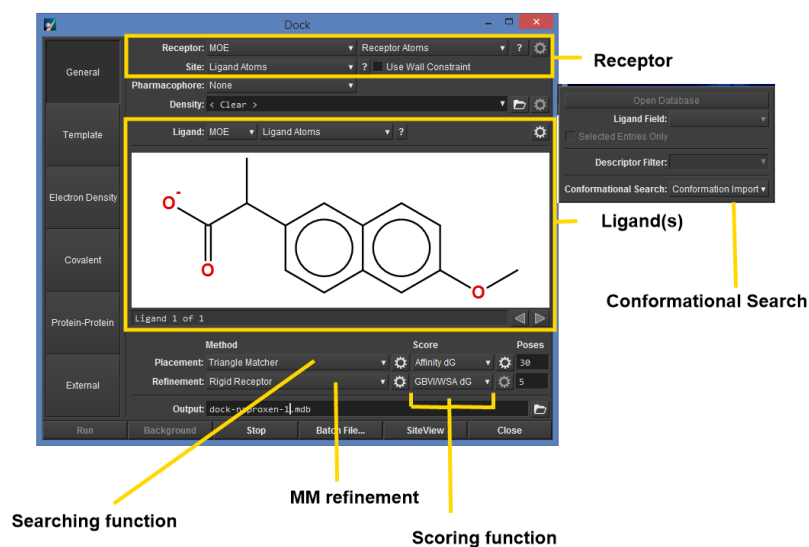 Dock
General
Template
Electron Density
Covalent
Protein-Protein
External
Receptor: MOE Receptor Atoms ?
Site: Ligand Atoms ? Use Wall Constraint
Pharmacophore: None
Density: < Clear >
Ligand: MOE Ligand Atoms ?
O-
O
O
Ligand 1 of 1
Method Score Poses
Placement: Triangle Matcher Affinity dG 30
Refinement: Rigid Receptor GBVI/WSA dG 5
Output: dock-naproxen-1.mdb
Run Background Stop Batch File... SiteView Close
Receptor
Open Database
Ligand Field:
Selected Entries Only
Descriptor Filter:
Conformational Search: Conformation Import
Ligand(s)
Conformational Search
Searching function
MM refinement
Scoring function